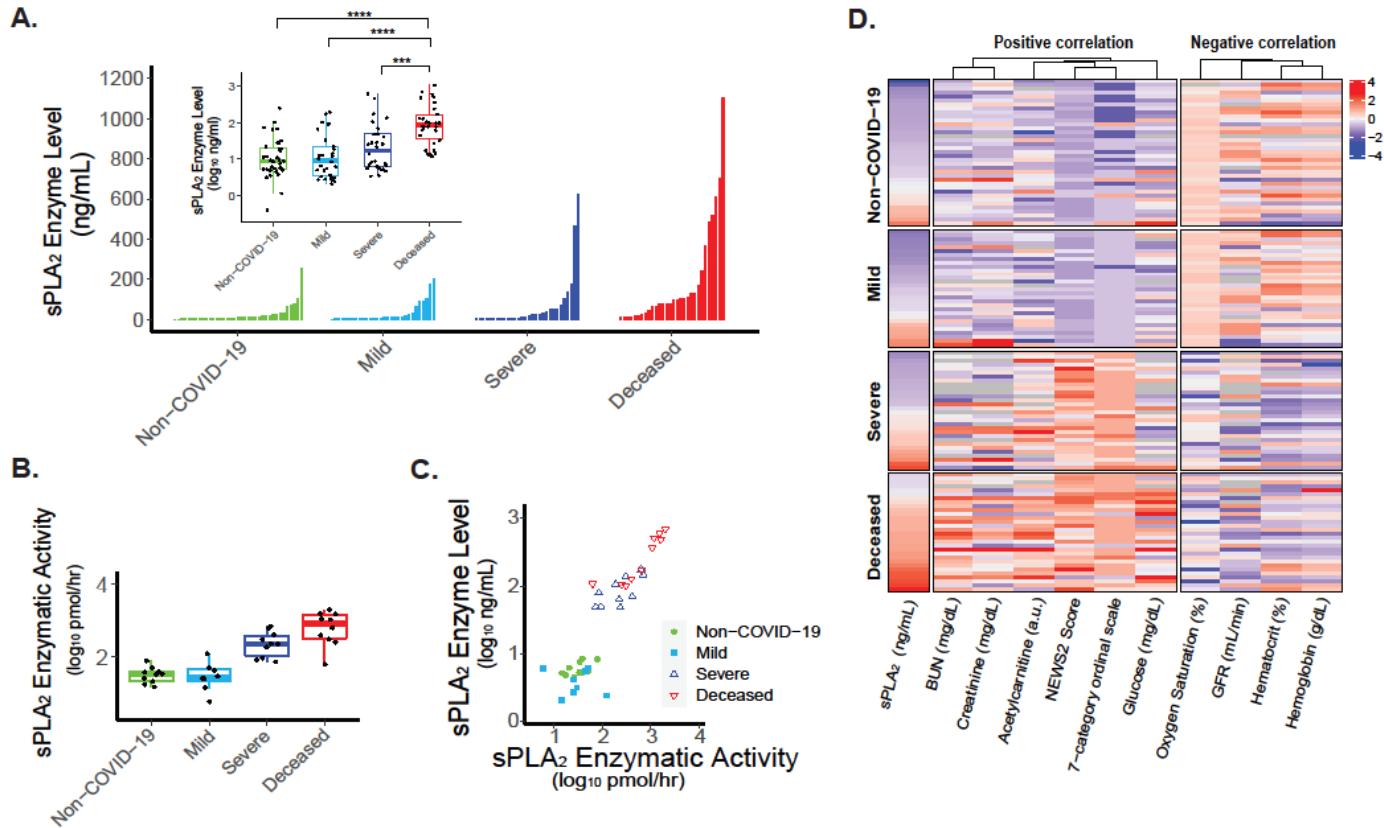 A.
sPLA₂ Enzyme Level
(ng/mL)
1200
1000
800
600
400
200
0
Non−COVID−19
Mild
Severe
Deceased
****
****
***
sPLA₂ Enzyme Level
(log₁₀ ng/ml)
3
2
1
0
Non−COVID−19
Mild
Severe
Deceased
B.
sPLA₂ Enzymatic Activity
(log₁₀ pmol/hr)
4
2
Non−COVID−19
Mild
Severe
Deceased
C.
sPLA₂ Enzyme Level
(log₁₀ ng/mL)
3
2
1
0
Non−COVID−19
Mild
Severe
Deceased
1
2
3
4
sPLA₂ Enzymatic Activity
(log₁₀ pmol/hr)
D.
Positive correlation
Negative correlation
Non−COVID−19
Mild
Severe
Deceased
4
2
0
−2
−4
sPLA₂ (ng/mL)
BUN (mg/dL)
Creatinine (mg/dL)
Acetylcarnitine (a.u.)
NEWS2 Score
7−category ordinal scale
Glucose (mg/dL)
Oxygen Saturation (%)
GFR (mL/min)
Hematocrit (%)
Hemoglobin (g/dL)